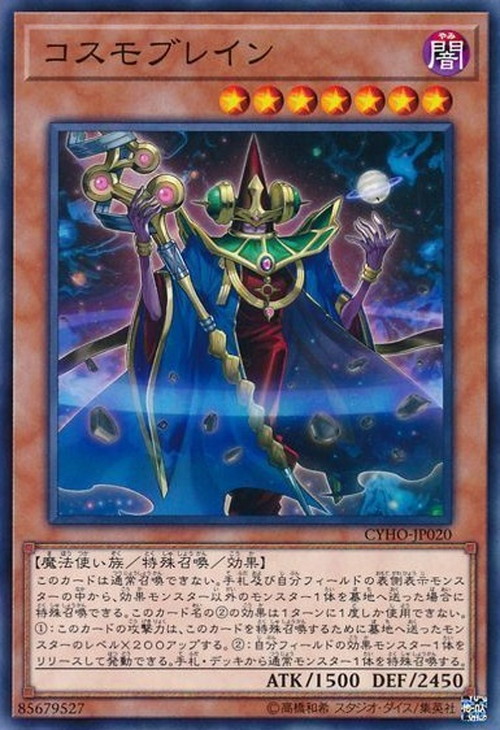 コスモブレイン
闇
CYHO-JP020
【魔法使い族／特殊召喚／効果】
このカードは通常召喚できない。手札及び自分フィールドの表側表示モンス
ターの中から、効果モンスター以外のモンスター1体を墓地へ送った場合に
特殊召喚できる。このカード名の②の効果は1ターンに1度しか使用できない。
①：このカードの攻撃力は、このカードを特殊召喚するために墓地へ送ったモン
スターのレベル×200アップする。②：自分フィールドの効果モンスター1体を
リリースして発動できる。手札・デッキから通常モンスター1体を特殊召喚する。
ATK/1500 DEF/2450
85679527 ©高橋和希 スタジオ・ダイス/集英社